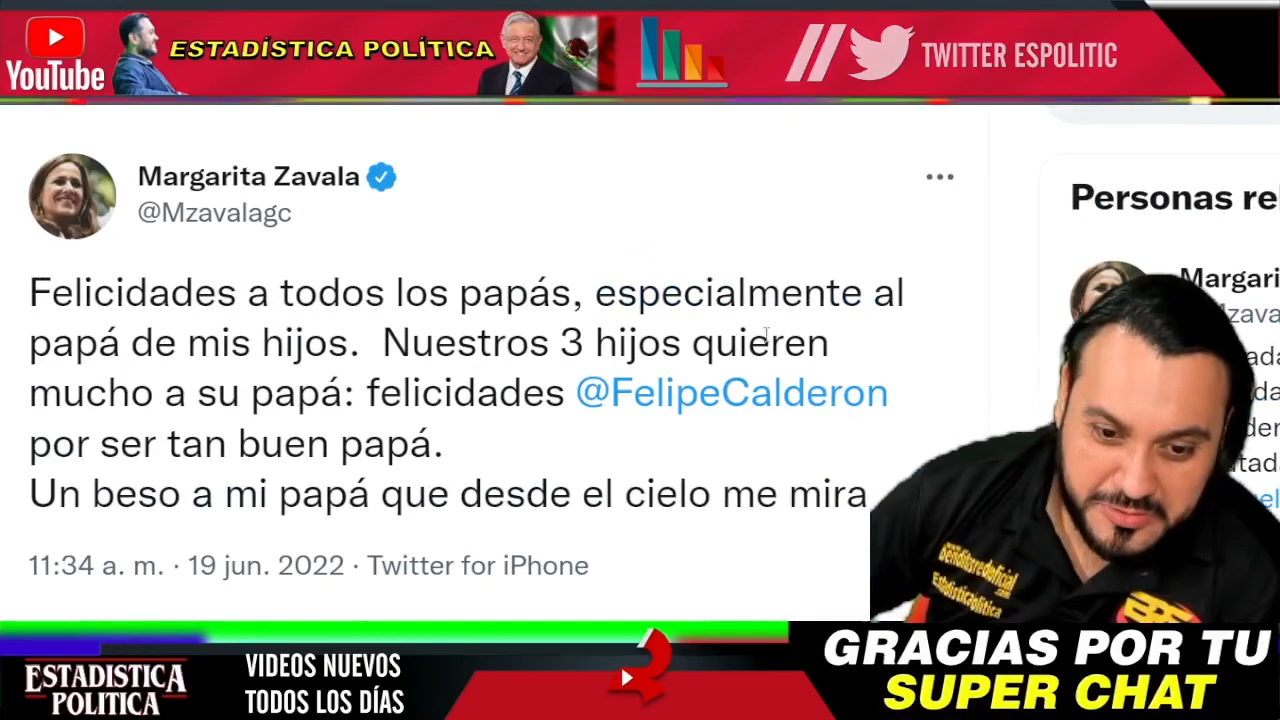 YouTube
ESTADÍSTICA POLÍTICA
TWITTER ESPOLITIC
Margarita Zavala
@Mzavalagc
Felicidades a todos los papás, especialmente al
papá de mis hijos. Nuestros 3 hijos quieren
mucho a su papá: felicidades @FelipeCalderon
por ser tan buen papá.
Un beso a mi papá que desde el cielo me mira
11:34 a. m. · 19 jun. 2022 · Twitter for iPhone
Personas re
Margari
zava
Estadística política
ESTADISTICA
POLÍTICA
VIDEOS NUEVOS
TODOS LOS DÍAS
GRACIAS POR TU
SUPER CHAT